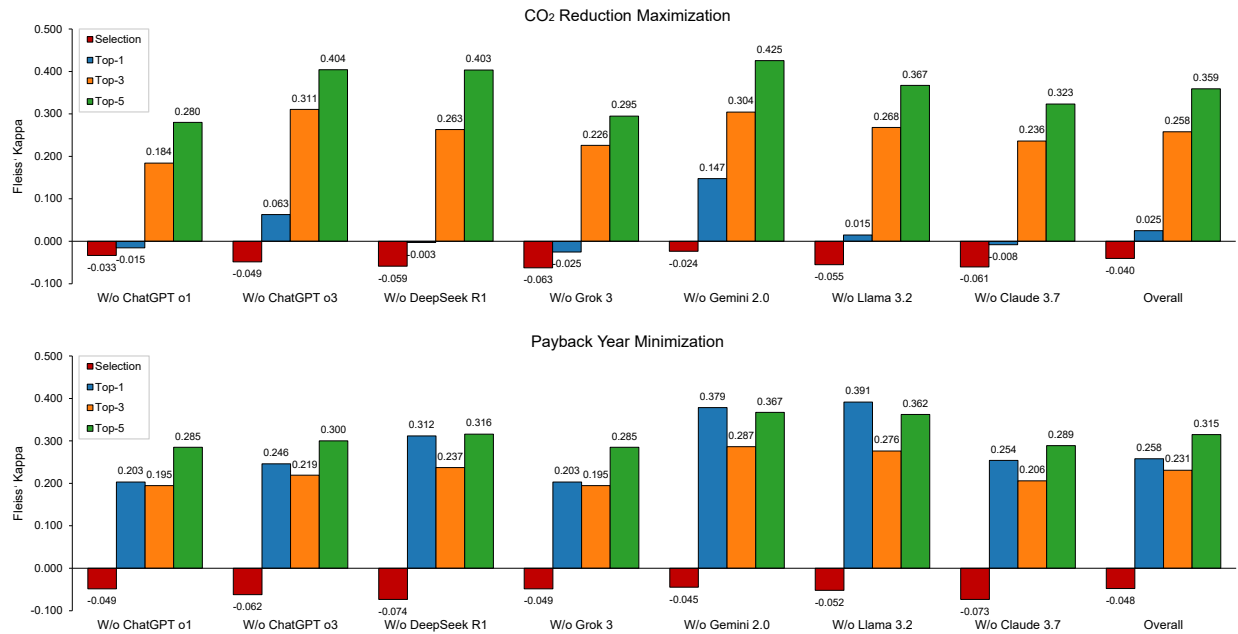 CO₂ Reduction Maximization
0.500
0.400
0.300
0.200
0.100
0.000
-0.100
Fleiss' Kappa
Selection
Top-1
Top-3
Top-5
-0.033
-0.015
0.184
0.280
-0.049
0.063
0.311
0.404
-0.059
-0.003
0.263
0.403
-0.063
-0.025
0.226
0.295
-0.024
0.147
0.304
0.425
-0.055
0.015
0.268
0.367
-0.061
-0.008
0.236
0.323
-0.040
0.025
0.258
0.359
W/o ChatGPT o1
W/o ChatGPT o3
W/o DeepSeek R1
W/o Grok 3
W/o Gemini 2.0
W/o Llama 3.2
W/o Claude 3.7
Overall
Payback Year Minimization
0.500
0.400
0.300
0.200
0.100
0.000
-0.100
Fleiss' Kappa
Selection
Top-1
Top-3
Top-5
-0.049
0.203
0.195
0.285
-0.062
0.246
0.219
0.300
-0.074
0.312
0.237
0.316
-0.049
0.203
0.195
0.285
-0.045
0.379
0.287
0.367
-0.052
0.391
0.276
0.362
-0.073
0.254
0.206
0.289
-0.048
0.258
0.231
0.315
W/o ChatGPT o1
W/o ChatGPT o3
W/o DeepSeek R1
W/o Grok 3
W/o Gemini 2.0
W/o Llama 3.2
W/o Claude 3.7
Overall